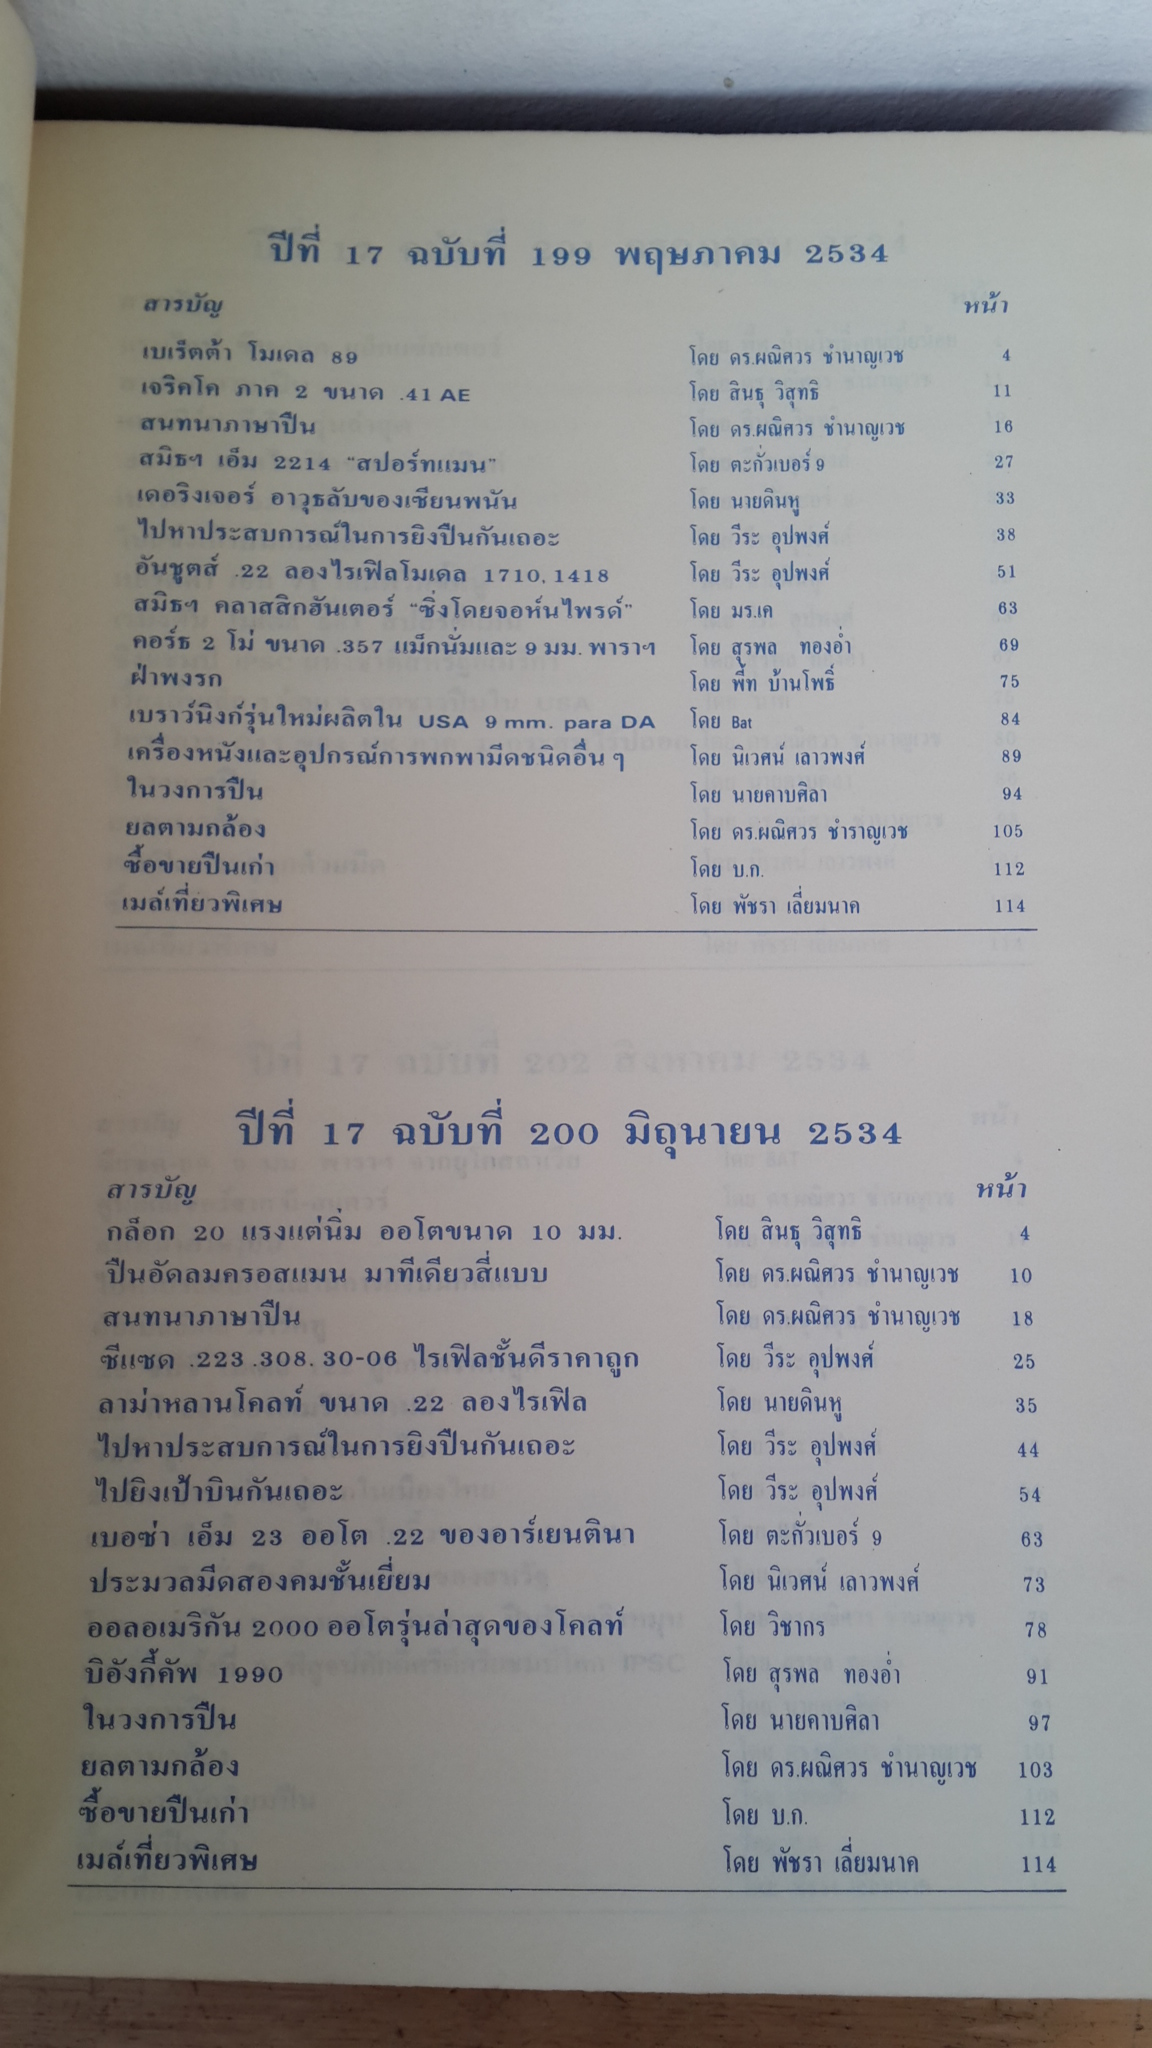 ปีที่ 17 ฉบับที่ 199 พฤษภาคม 2534
สารบัญ หน้า
เบเร็ตต้า โมเดล 89 โดย ดร.ผณิศวร ชำนาญเวช 4
เจริคโค ภาค 2 ขนาด .41 AE โดย สินธุ วิสุทธิ 11
สนทนาภาษาปืน โดย ดร.ผณิศวร ชำนาญเวช 16
สมิธฯ เอ็ม 2214 “สปอร์ทแมน” โดย ตะกั่วเบอร์ 9 27
เดอริงเจอร์ อาวุธลับของเซียนพนัน โดย นายดินหู 33
ไปหาประสบการณ์ในการยิงปืนกันเถอะ โดย วีระ อุปพงศ์ 38
อันชูตส์ .22 ลองไรเฟิลโมเดล 1710, 1418 โดย วีระ อุปพงศ์ 51
สมิธฯ คลาสสิกฮันเตอร์ “ซิ่งโดยจอห์นไพรด์” โดย มร.เค 63
คอร์ธ 2 โม่ ขนาด .357 แม็กนั่มและ 9 มม. พาราฯ โดย สุรพล ทองอ่ำ 69
ฝ่าพงรก โดย พี่ท บ้านโพธิ์ 75
เบราว์นิงก์รุ่นใหม่ผลิตใน USA 9 mm. para DA โดย Bat 84
เครื่องหนังและอุปกรณ์การพกพามีดชนิดอื่น ๆ โดย นิเวศน์ เลาวพงศ์ 89
ในวงการปืน โดย นายคาบศิลา 94
ยลตามกล้อง โดย ดร.ผณิศวร ชำราญเวช 105
ซื้อขายปืนเก่า โดย บ.ก. 112
เมล์เที่ยวพิเศษ โดย พัชรา เลี่ยมนาค 114
ปีที่ 17 ฉบับที่ 200 มิถุนายน 2534
สารบัญ หน้า
กล็อก 20 แรงแต่นิ่ม ออโตขนาด 10 มม. โดย สินธุ วิสุทธิ 4
ปืนอัดลมครอสแมน มาทีเดียวสี่แบบ โดย ดร.ผณิศวร ชำนาญเวช 10
สนทนาภาษาปืน โดย ดร.ผณิศวร ชำนาญเวช 18
ซีแซด .223 .308. 30-06 ไรเฟิลชั้นดีราคาถูก โดย วีระ อุปพงศ์ 25
ลาม่าหลานโคลท์ ขนาด .22 ลองไรเฟิล โดย นายดินหู 35
ไปหาประสบการณ์ในการยิงปืนกันเถอะ โดย วีระ อุปพงศ์ 44
ไปยิงเป้าบินกันเถอะ โดย วีระ อุปพงศ์ 54
เบอซ่า เอ็ม 23 ออโต .22 ของอาร์เยนตินา โดย ตะกั่วเบอร์ 9 63
ประมวลมีดสองคมชั้นเยี่ยม โดย นิเวศน์ เลาวพงศ์ 73
ออลอเมริกัน 2000 ออโตรุ่นล่าสุดของโคลท์ โดย วิชากร 78
บิอังกี้คัพ 1990 โดย สุรพล ทองอ่ำ 91
ในวงการปืน โดย นายคาบศิลา 97
ยลตามกล้อง โดย ดร.ผณิศวร ชำนาญเวช 103
ซื้อขายปืนเก่า โดย บ.ก. 112
เมล์เที่ยวพิเศษ โดย พัชรา เลี่ยมนาค 114